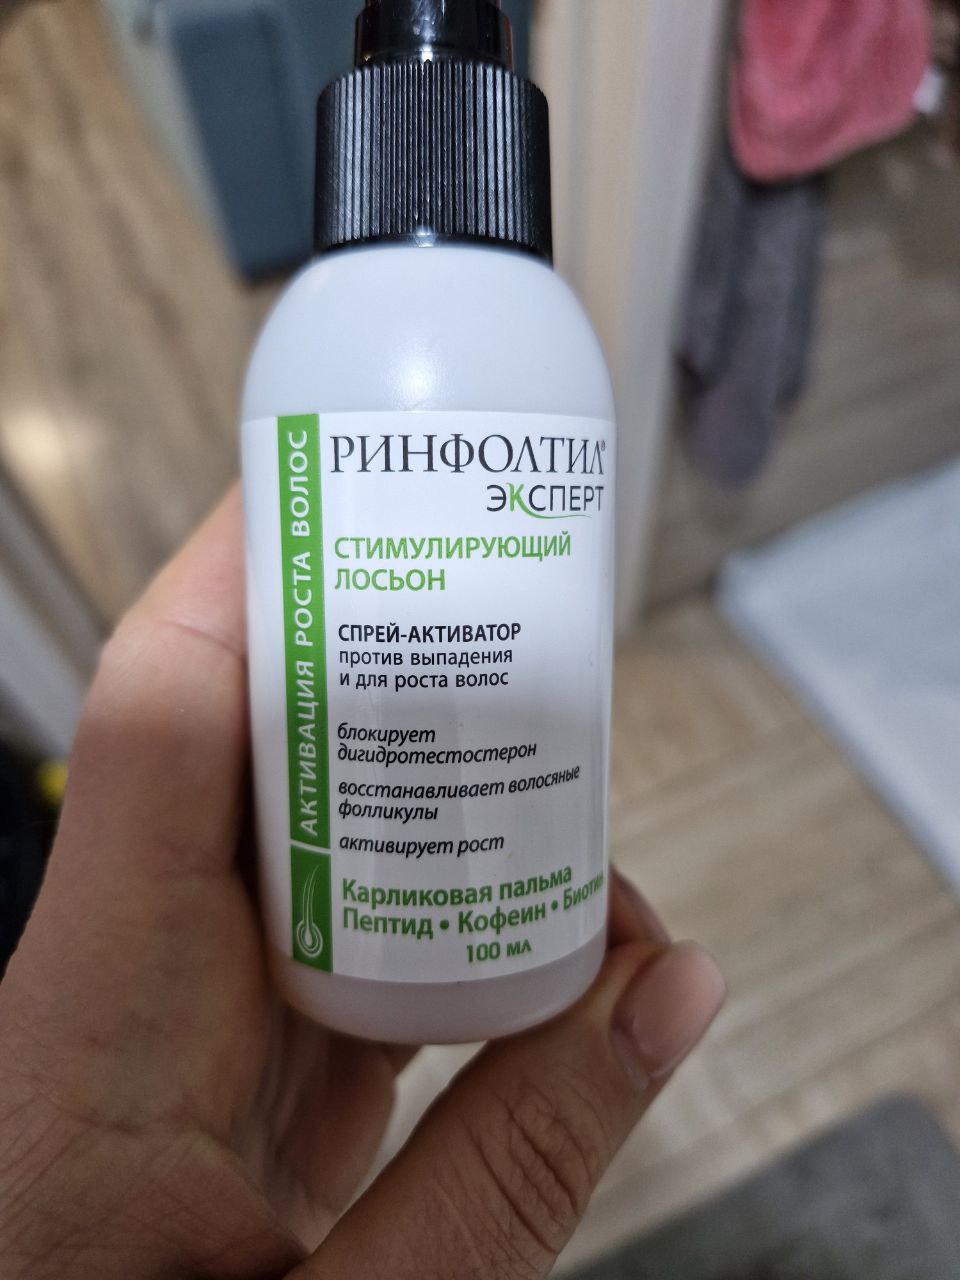 АКТИВАЦИЯ РОСТА ВОЛОС
РИНФОЛТИЛ®
ЭКСПЕРТ
СТИМУЛИРУЮЩИЙ
ЛОСЬОН
СПРЕЙ-АКТИВАТОР
против выпадения
и для роста волос
блокирует
дигидротестостерон
восстанавливает волосяные
фолликулы
активирует рост
Карликовая пальма
Пептид • Кофеин • Биотин
100 мл